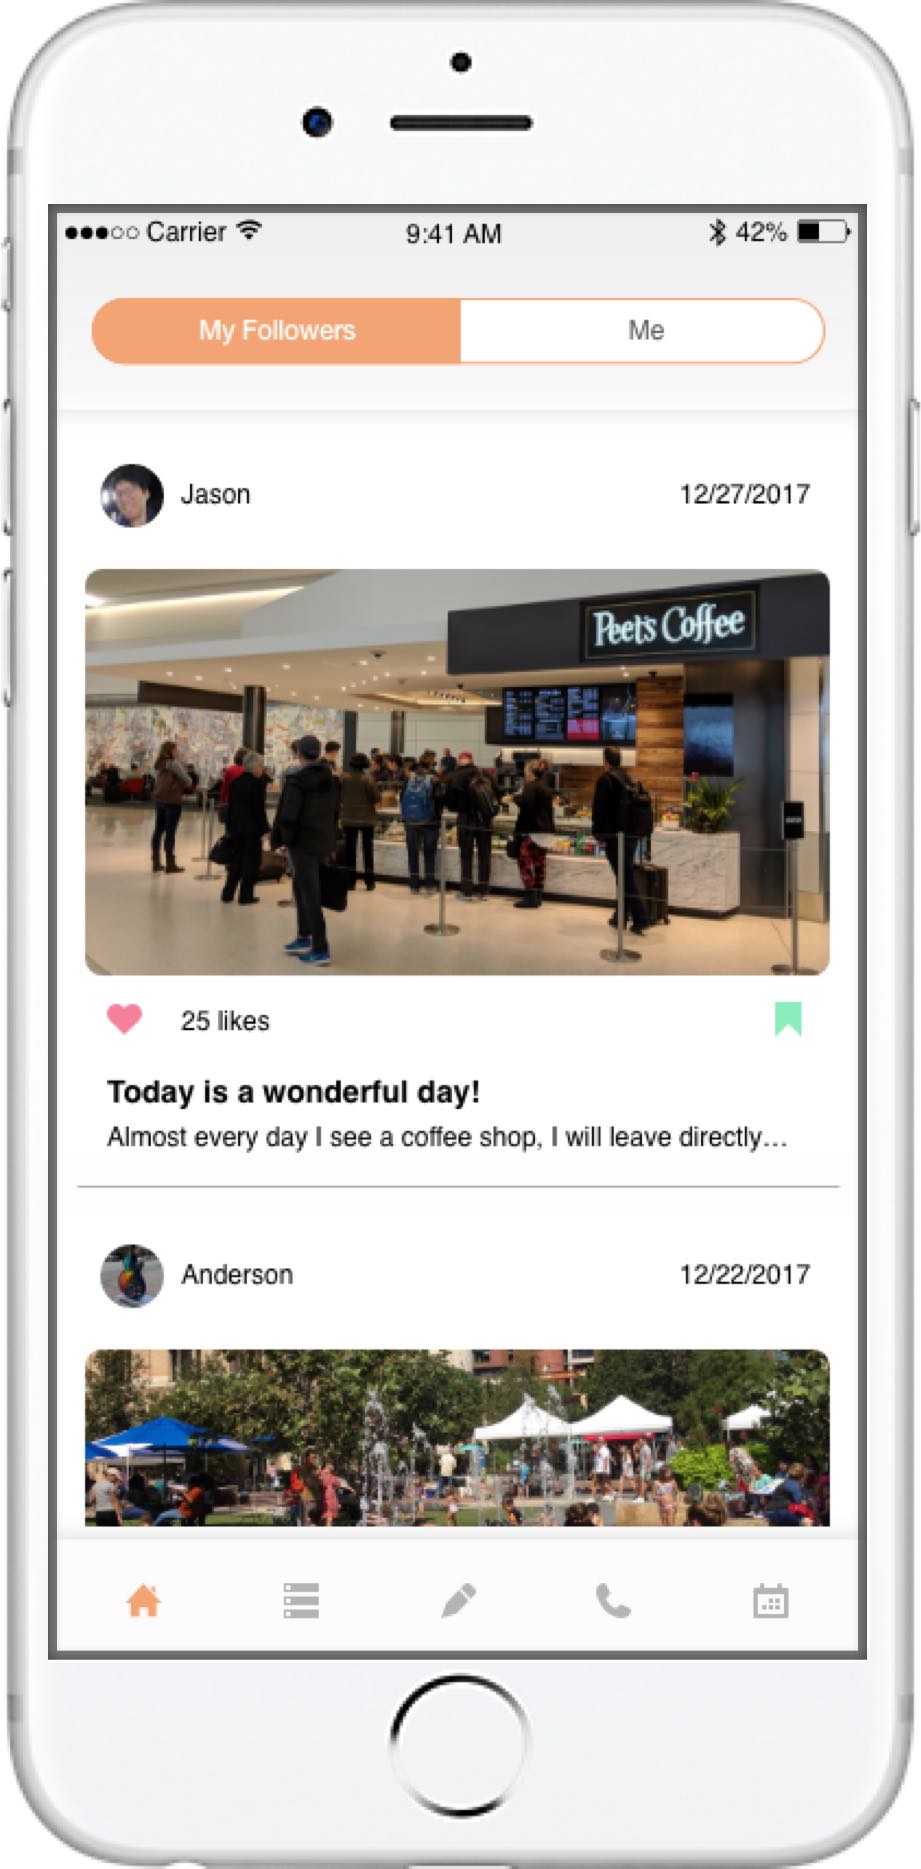 Carrier 9:41 AM 42%
My Followers Me
Jason 12/27/2017
Peet's Coffee
25 likes
Today is a wonderful day!
Almost every day I see a coffee shop, I will leave directly...
Anderson 12/22/2017